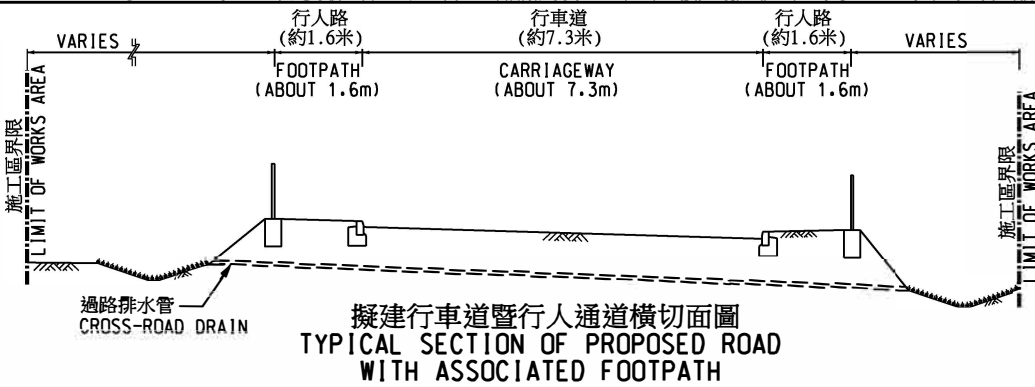 行人路
(約1.6米)
行車道
(約7.3米)
行人路
(約1.6米)
VARIES
VARIES
FOOTPATH
(ABOUT 1.6m)
CARRIAGEWAY
(ABOUT 7.3m)
FOOTPATH
(ABOUT 1.6m)
施工區界限
LIMIT OF WORKS AREA
施工區界限
LIMIT OF WORKS AREA
過路排水管
CROSS-ROAD DRAIN
擬建行車道暨行人通道橫切面圖
TYPICAL SECTION OF PROPOSED ROAD
WITH ASSOCIATED FOOTPATH